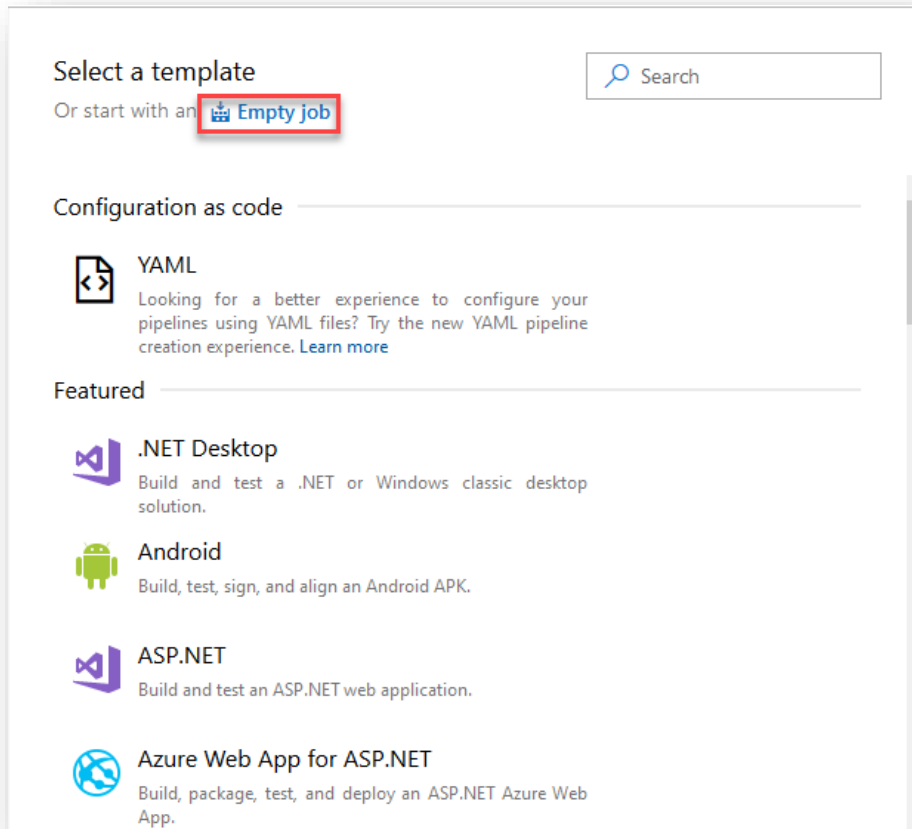 Select a template
Search
Or start with an Empty job
Configuration as code
YAML
Looking for a better experience to configure your
pipelines using YAML files? Try the new YAML pipeline
creation experience. Learn more
Featured
.NET Desktop
Build and test a .NET or Windows classic desktop
solution.
Android
Build, test, sign, and align an Android APK.
ASP.NET
Build and test an ASP.NET web application.
Azure Web App for ASP.NET
Build, package, test, and deploy an ASP.NET Azure Web
App.